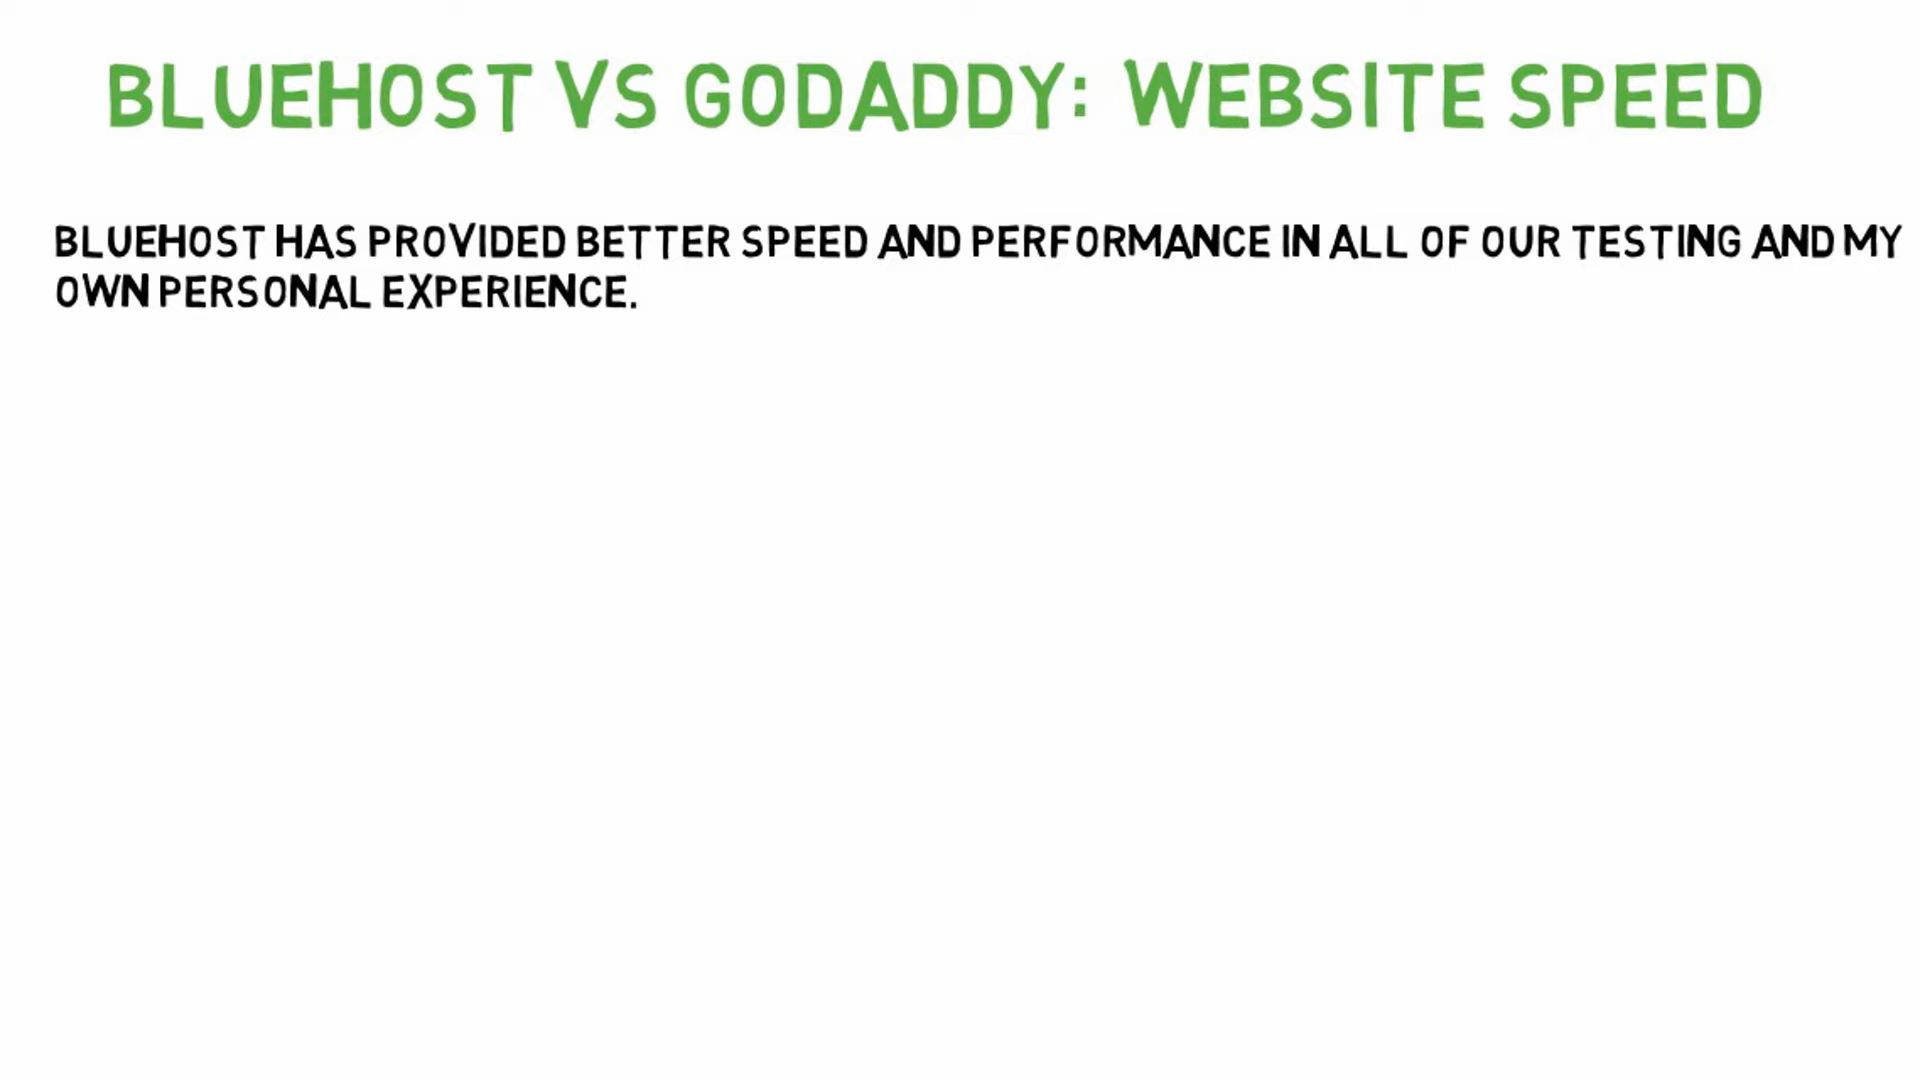 BLUEHOST VS GODADDY: WEBSITE SPEED
BLUEHOST HAS PROVIDED BETTER SPEED AND PERFORMANCE IN ALL OF OUR TESTING AND MY
OWN PERSONAL EXPERIENCE.